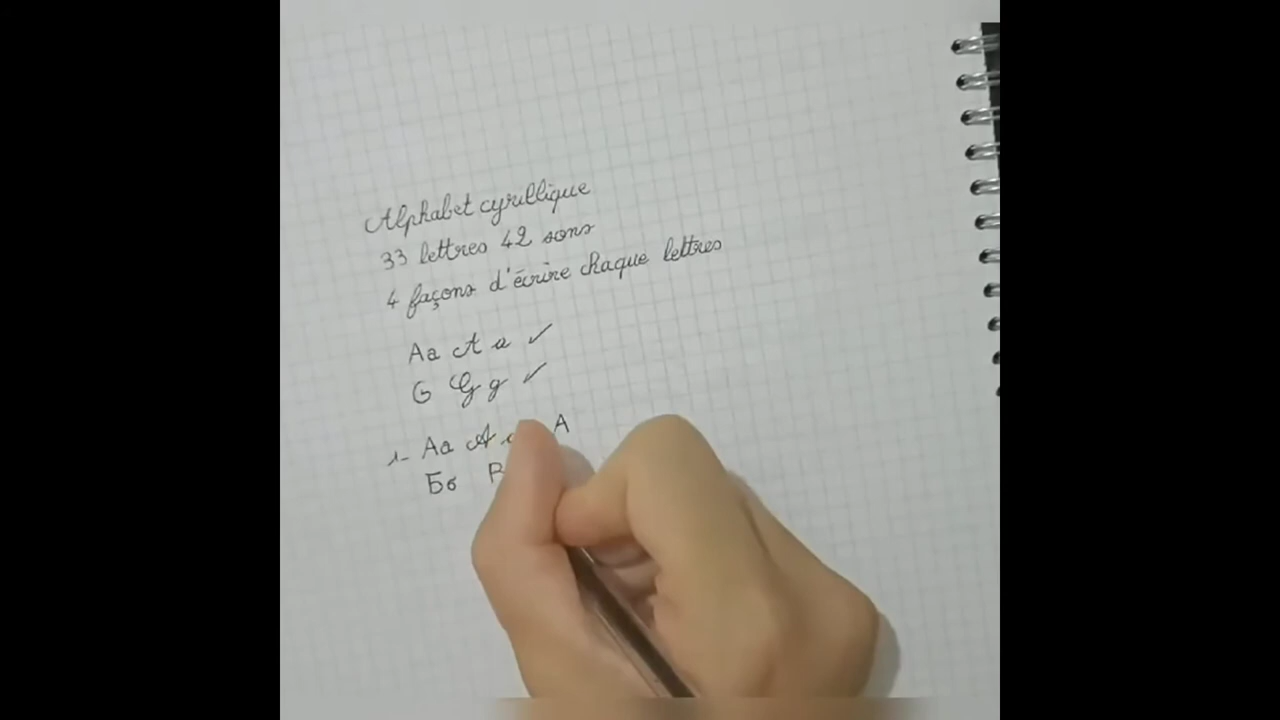 Alphabet cyrillique
33 lettres 42 sons
4 façons d'écrire chaque lettres
Aa A a ✓
G G g ✓
1- Aa A A
Бб